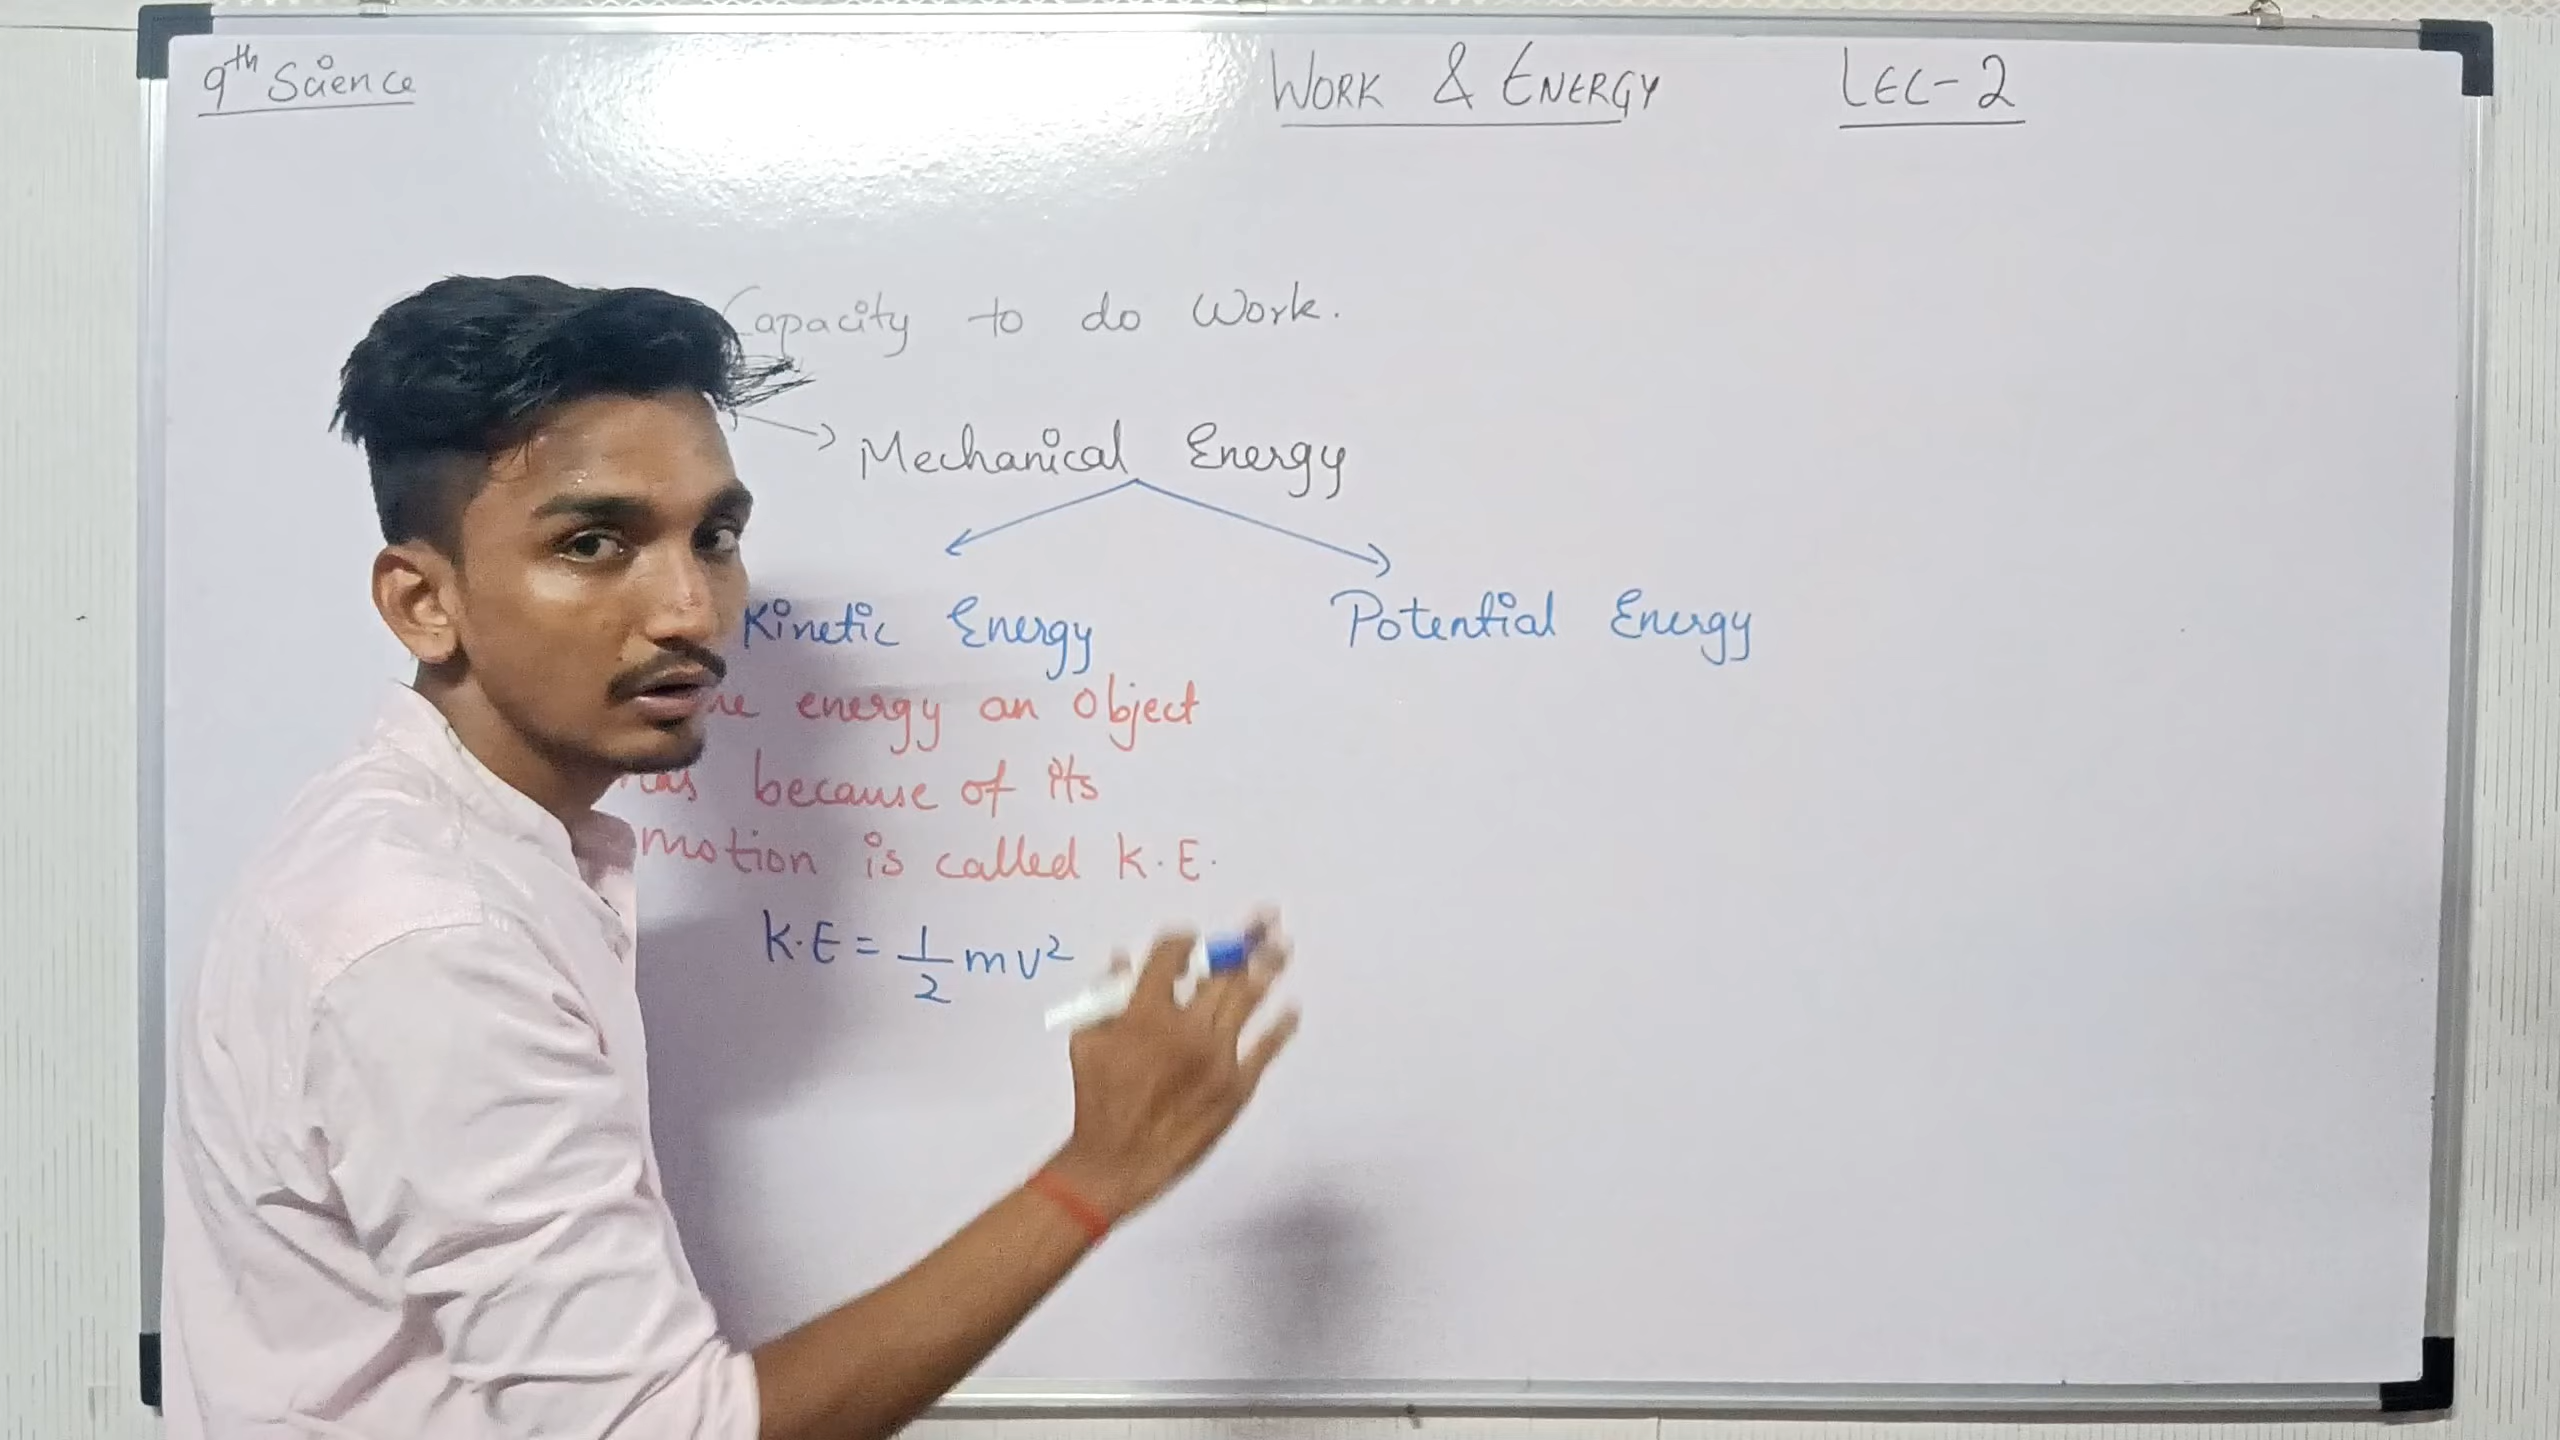 9th Science
WORK & ENERGY LEC-2
Capacity to do Work.
Mechanical Energy
Kinetic Energy Potential Energy
energy an Object
because of its
motion is called K.E.
K.E = 1/2 mv²